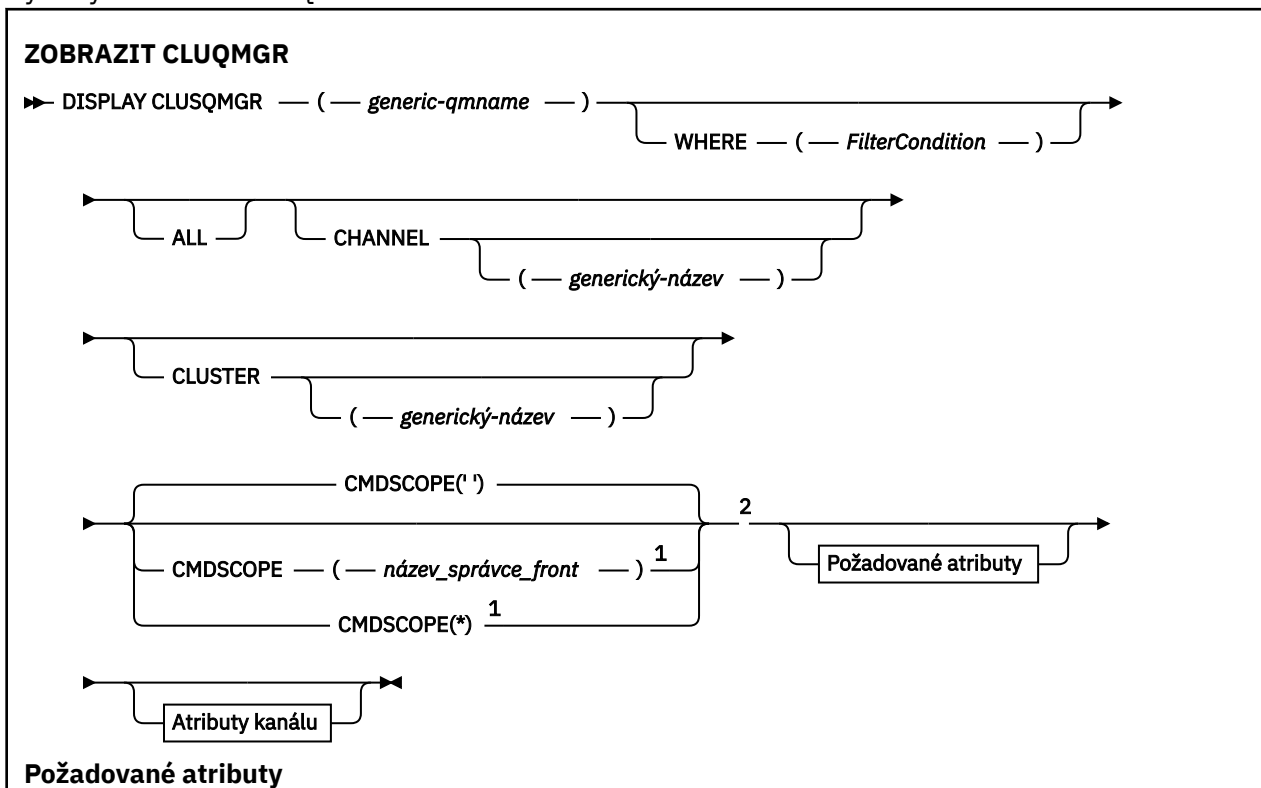 ZOBRAZIT CLUQMGR
DISPLAY CLUSQMGR ( generic-qmname )
WHERE ( FilterCondition )
ALL CHANNEL
( generický-název )
CLUSTER
( generický-název )
CMDSCOPE(' ')
2
CMDSCOPE ( název_správce_front ) 1
Požadované atributy
CMDSCOPE(*) 1
Atributy kanálu
Požadované atributy